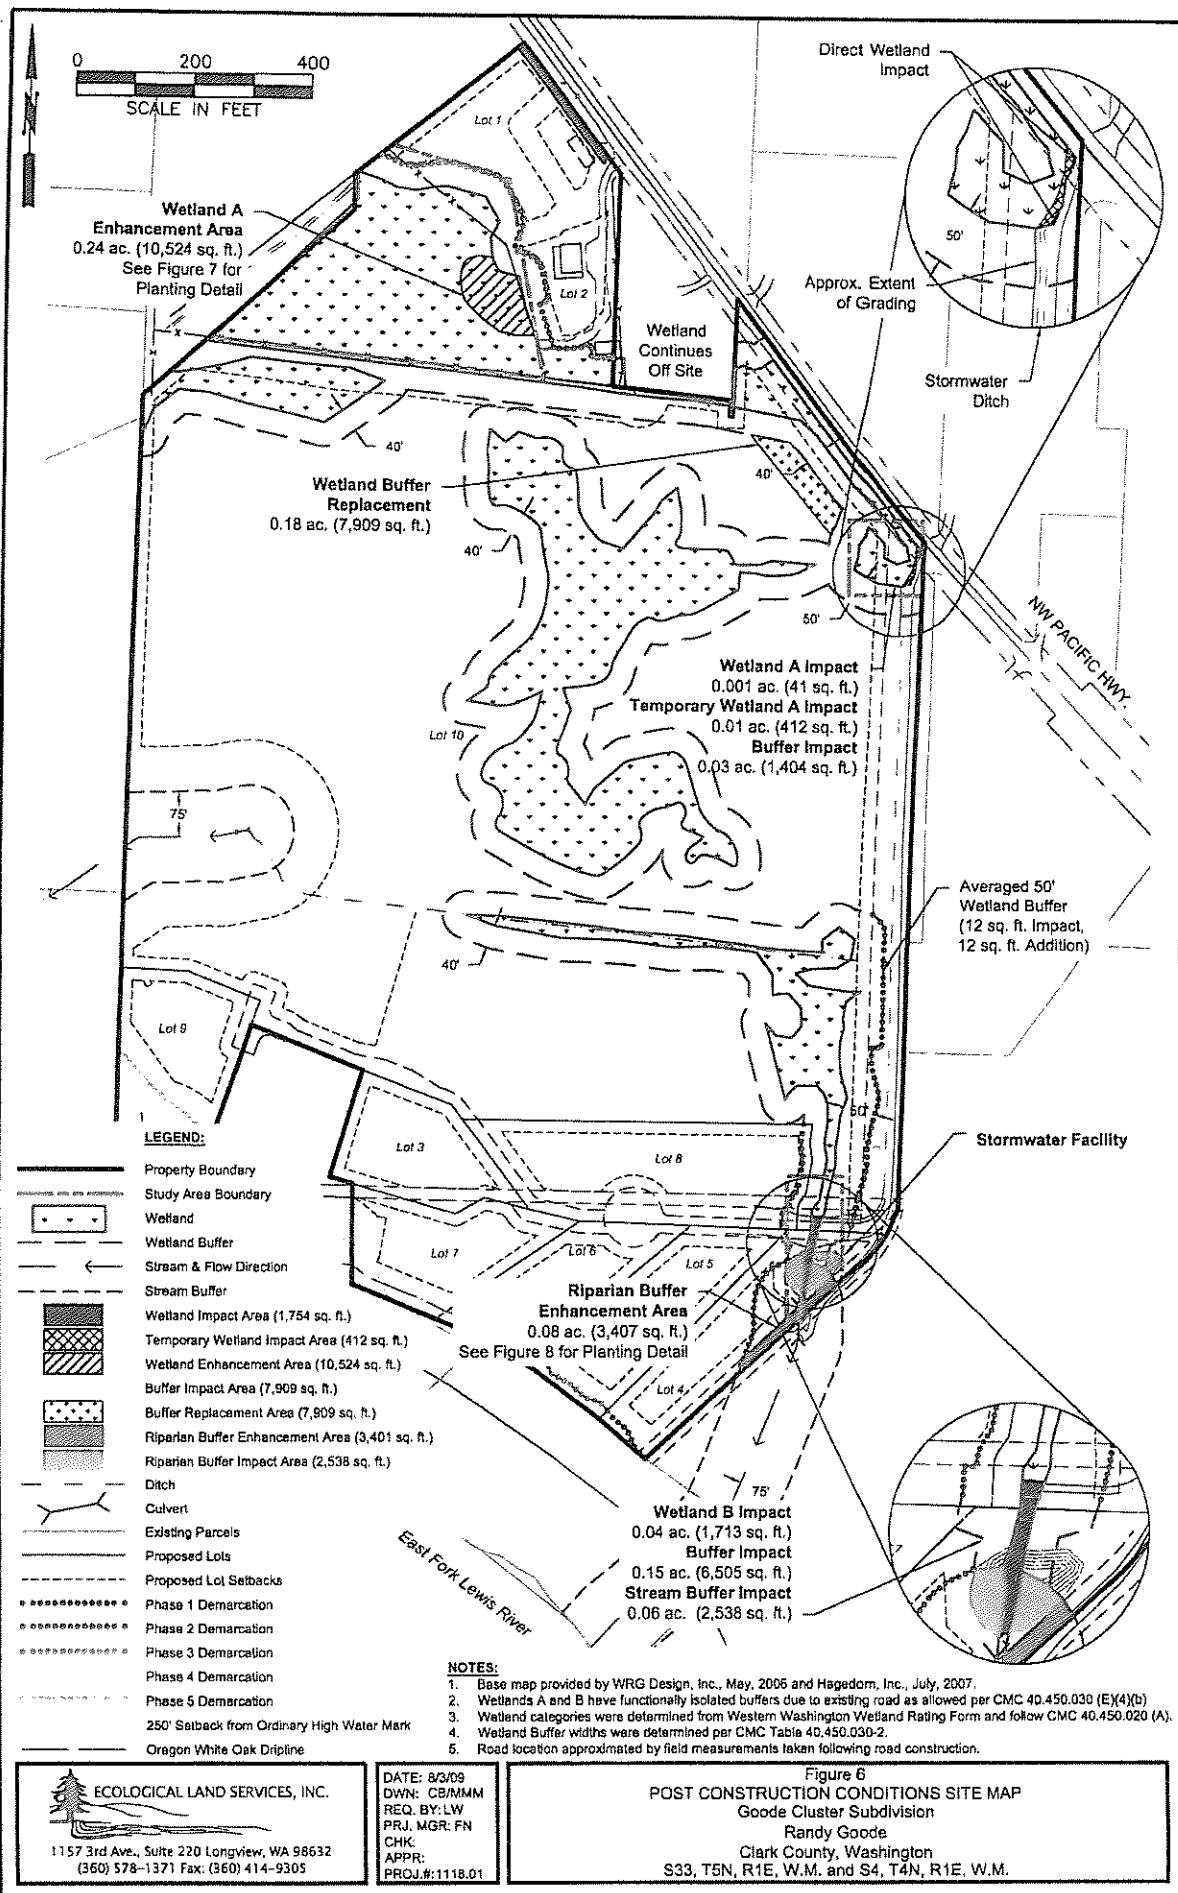 0 200 400
SCALE IN FEET
N
Direct Wetland
Impact
Lot 1
Wetland A
Enhancement Area
0.24 ac. (10,524 sq. ft.)
See Figure 7 for
Planting Detail
50'
Approx. Extent
of Grading
Lot 2
Wetland
Continues
Off Site
Stormwater
Ditch
40'
Wetland Buffer
Replacement
0.18 ac. (7,909 sq. ft.)
40'
40'
50'
NW PACIFIC HWY.
Wetland A Impact
0.001 ac. (41 sq. ft.)
Temporary Wetland A Impact
0.01 ac. (412 sq. ft.)
Buffer Impact
0.03 ac. (1,404 sq. ft.)
Lot 10
75'
Averaged 50'
Wetland Buffer
(12 sq. ft. Impact,
12 sq. ft. Addition)
40'
Lot 9
50'
Stormwater Facility
Lot 3
Lot 8
Lot 7
Lot 6
Lot 5
Riparian Buffer
Enhancement Area
0.08 ac. (3,407 sq. ft.)
See Figure 8 for Planting Detail
Lot 4
75'
Wetland B Impact
0.04 ac. (1,713 sq. ft.)
Buffer Impact
0.15 ac. (6,505 sq. ft.)
Stream Buffer Impact
0.06 ac. (2,538 sq. ft.)
East Fork Lewis River
LEGEND:
Property Boundary
Study Area Boundary
Wetland
Wetland Buffer
Stream & Flow Direction
Stream Buffer
Wetland Impact Area (1,754 sq. ft.)
Temporary Wetland Impact Area (412 sq. ft.)
Wetland Enhancement Area (10,524 sq. ft.)
Buffer Impact Area (7,909 sq. ft.)
Buffer Replacement Area (7,909 sq. ft.)
Riparian Buffer Enhancement Area (3,401 sq. ft.)
Riparian Buffer Impact Area (2,538 sq. ft.)
Ditch
Culvert
Existing Parcels
Proposed Lots
Proposed Lot Setbacks
Phase 1 Demarcation
Phase 2 Demarcation
Phase 3 Demarcation
Phase 4 Demarcation
Phase 5 Demarcation
250' Setback from Ordinary High Water Mark
Oregon White Oak Dripline
NOTES:
1. Base map provided by WRG Design, Inc., May, 2006 and Hagedorn, Inc., July, 2007.
2. Wetlands A and B have functionally isolated buffers due to existing road as allowed per CMC 40.450.030 (E)(4)(b)
3. Wetland categories were determined from Western Washington Wetland Rating Form and follow CMC 40.450.020 (A).
4. Wetland Buffer widths were determined per CMC Table 40.450.030-2.
5. Road location approximated by field measurements taken following road construction.
ECOLOGICAL LAND SERVICES, INC.
1157 3rd Ave., Suite 220 Longview, WA 98632
(360) 578-1371 Fax: (360) 414-9305
DATE: 8/3/09
DWN: CB/MMM
REQ. BY: LW
PRJ. MGR: FN
CHK:
APPR:
PROJ.#: 1118.01
Figure 6
POST CONSTRUCTION CONDITIONS SITE MAP
Goode Cluster Subdivision
Randy Goode
Clark County, Washington
S33, T5N, R1E, W.M. and S4, T4N, R1E, W.M.